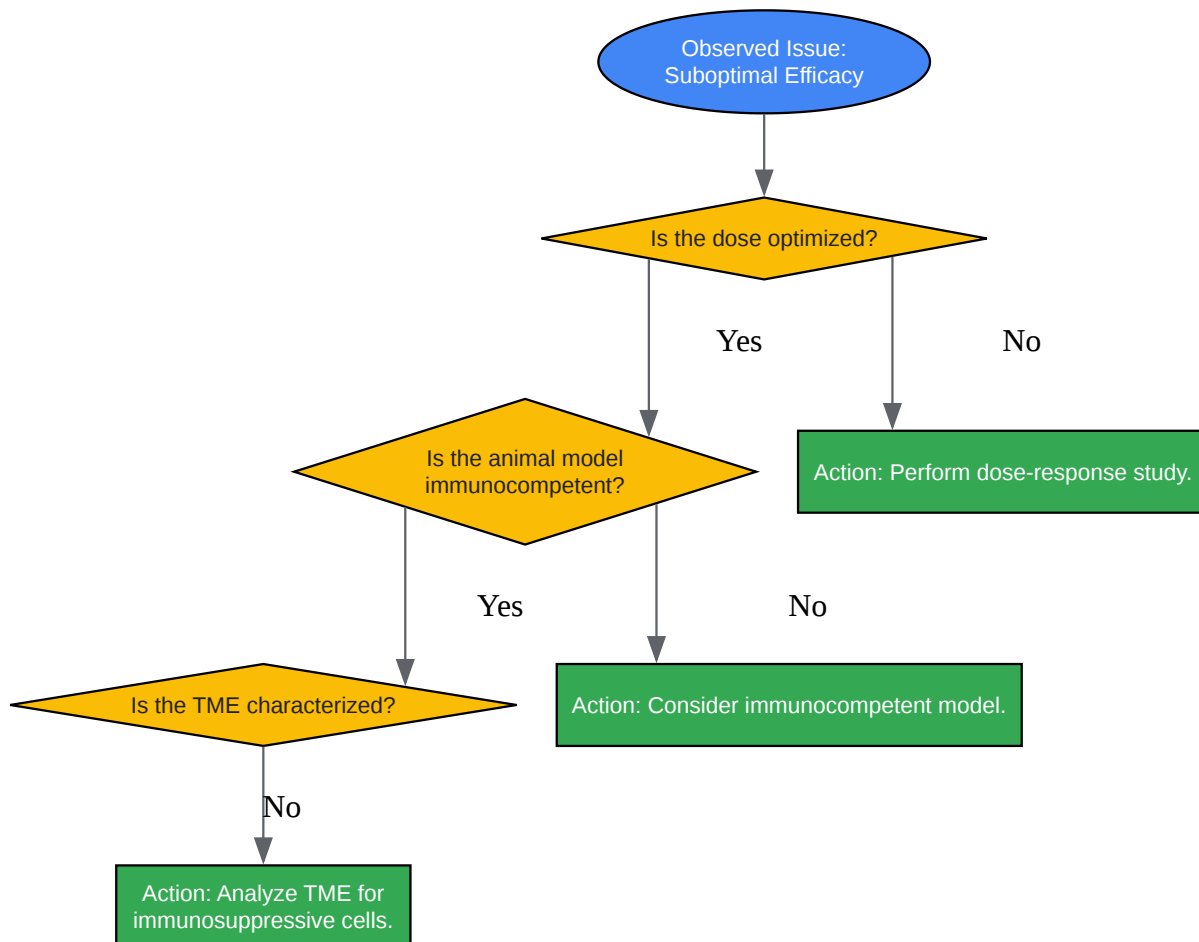 Observed Issue:
Suboptimal Efficacy
Is the dose optimized?
Yes
No
Is the animal model
immunocompetent?
Action: Perform dose-response study.
Yes
No
Is the TME characterized?
Action: Consider immunocompetent model.
No
Action: Analyze TME for
immunosuppressive cells.